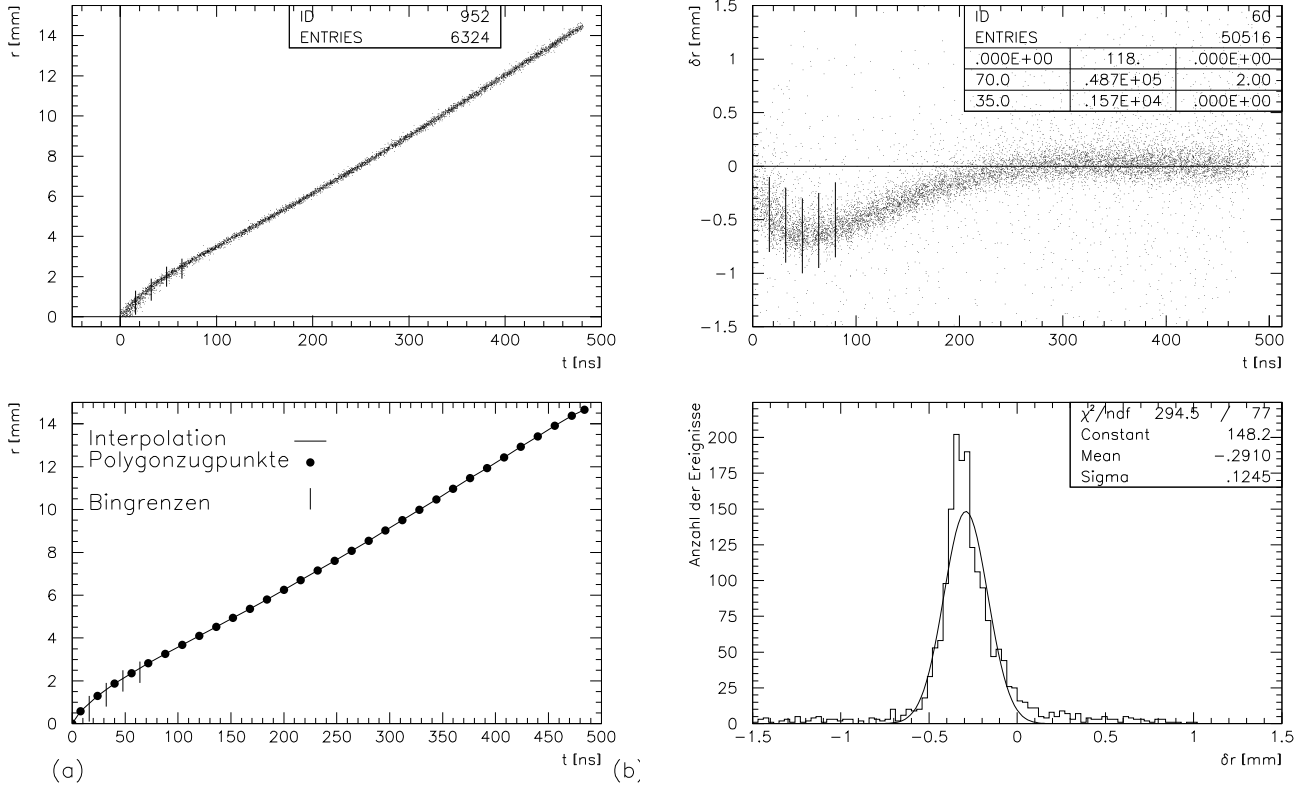 r [mm]
14
12
10
8
6
4
2
0
ID 952
ENTRIES 6324
0 100 200 300 400 500
t [ns]
δr [mm]
1.5
1
0.5
0
−0.5
−1
−1.5
ID 60
ENTRIES 50516
.000E+00 118. .000E+00
70.0 .487E+05 2.00
35.0 .157E+04 .000E+00
0 100 200 300 400 500
t [ns]
r [mm]
14
12
10
8
6
4
2
0
Interpolation
Polygonzugpunkte
Bingrenzen
0 50 100 150 200 250 300 350 400 450 500
t [ns]
(a)
Anzahl der Ereignisse
200
175
150
125
100
75
50
25
0
χ²/ndf 294.5 / 77
Constant 148.2
Mean −.2910
Sigma .1245
−1.5 −1 −0.5 0 0.5 1 1.5
δr [mm]
(b)